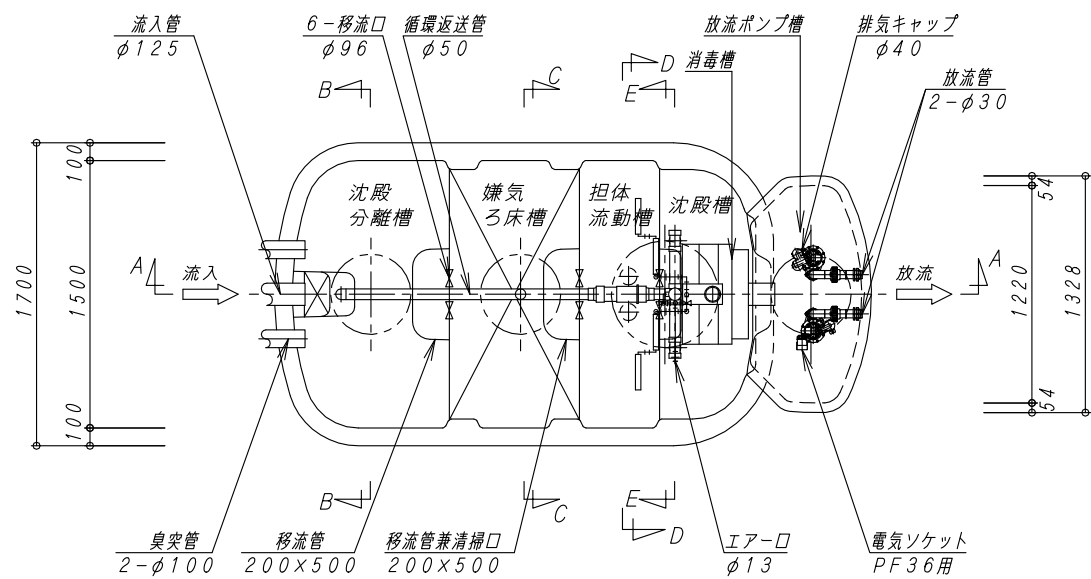 流入管
φ125
6-移流口
φ96
循環返送管
φ50
放流ポンプ槽
消毒槽
排気キャップ
φ40
放流管
2-φ30
B
C
D
E
沈殿
分離槽
嫌気
ろ床槽
担体
流動槽
沈殿槽
A
流入
放流
A
1700
100
1500
100
54
1220
1328
54
B
C
E
D
臭突管
2-φ100
移流管
200×500
移流管兼清掃口
200×500
エアー口
φ13
電気ソケット
PF36用